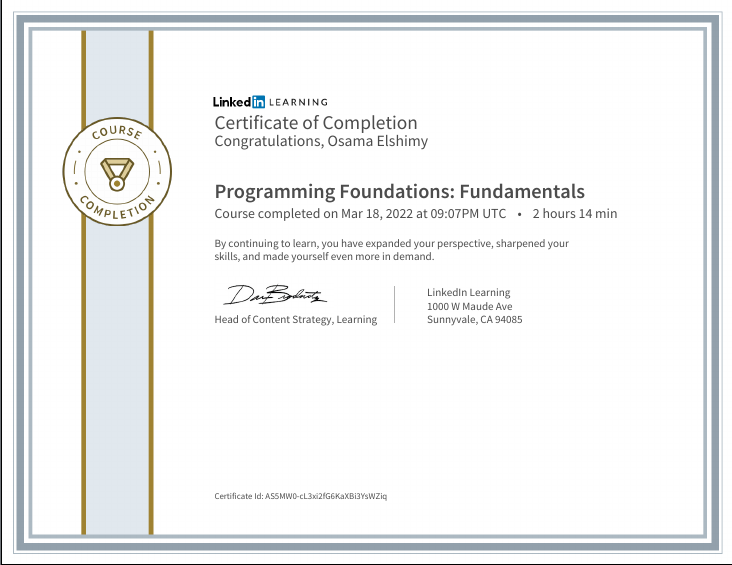 LinkedIn LEARNING
Certificate of Completion
Congratulations, Osama Elshimy
COURSE
COMPLETION
Programming Foundations: Fundamentals
Course completed on Mar 18, 2022 at 09:07PM UTC • 2 hours 14 min
By continuing to learn, you have expanded your perspective, sharpened your
skills, and made yourself even more in demand.
Head of Content Strategy, Learning
LinkedIn Learning
1000 W Maude Ave
Sunnyvale, CA 94085
Certificate Id: AS5MW0-cL3xi2fG6KaXBi3YsWZiq